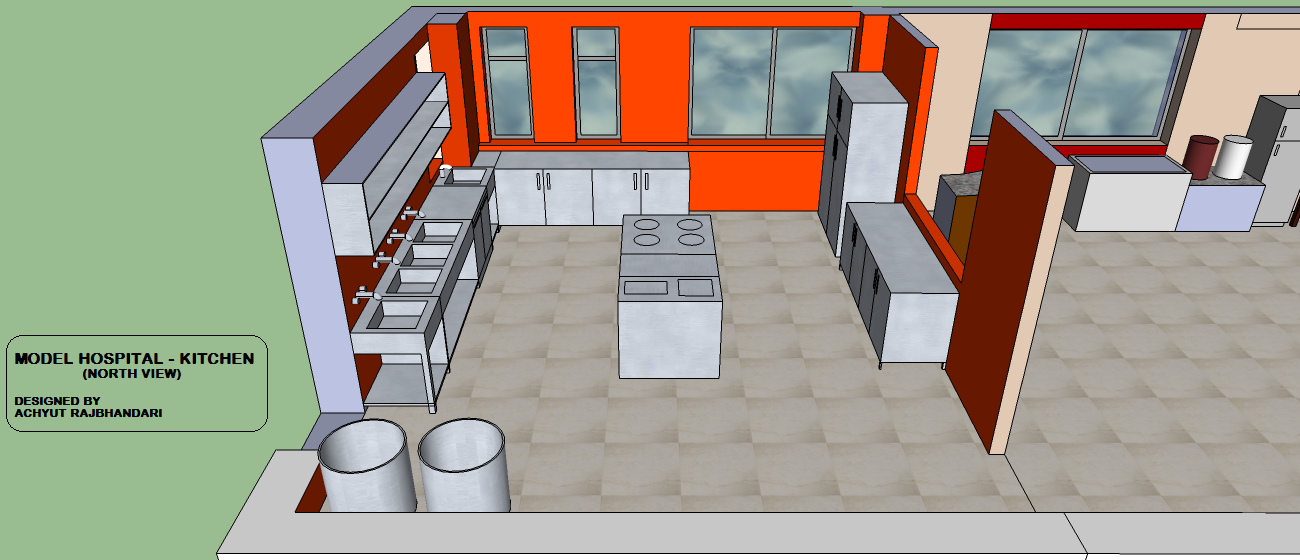 MODEL HOSPITAL - KITCHEN
(NORTH VIEW)
DESIGNED BY
ACHYUT RAJBHANDARI